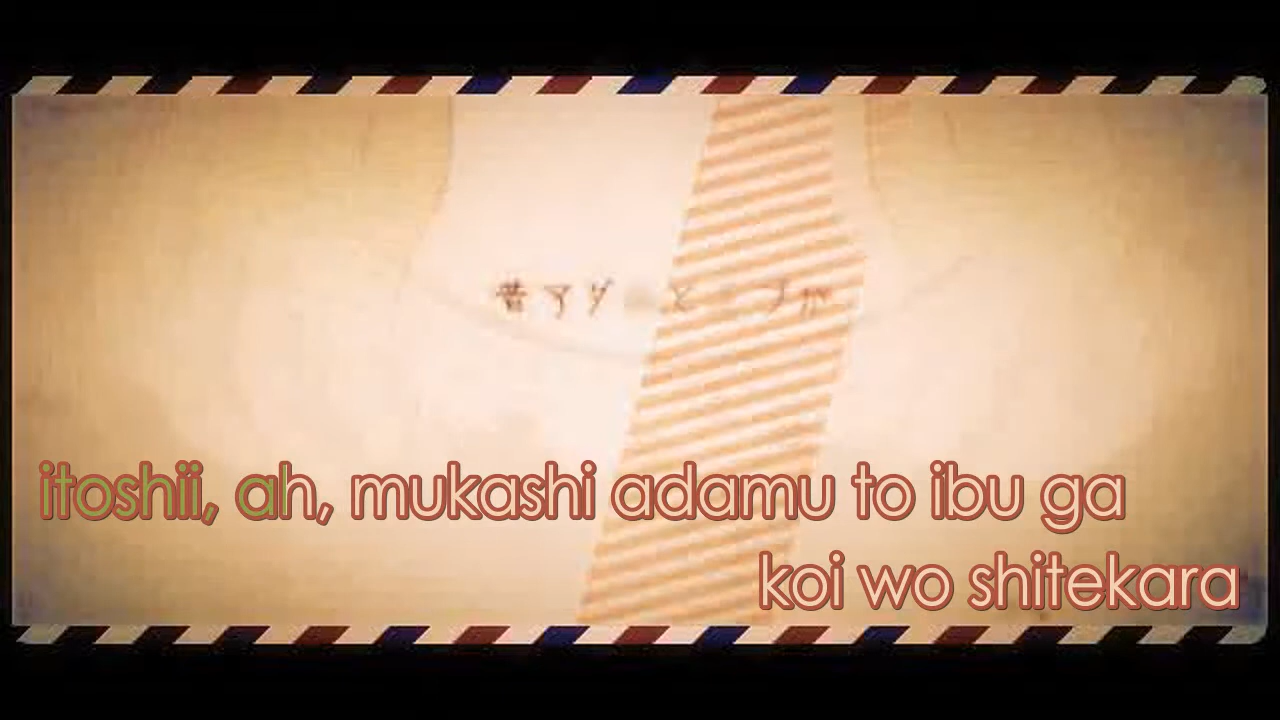 昔アダ と ブが
itoshii, ah, mukashi adamu to ibu ga
koi wo shitekara